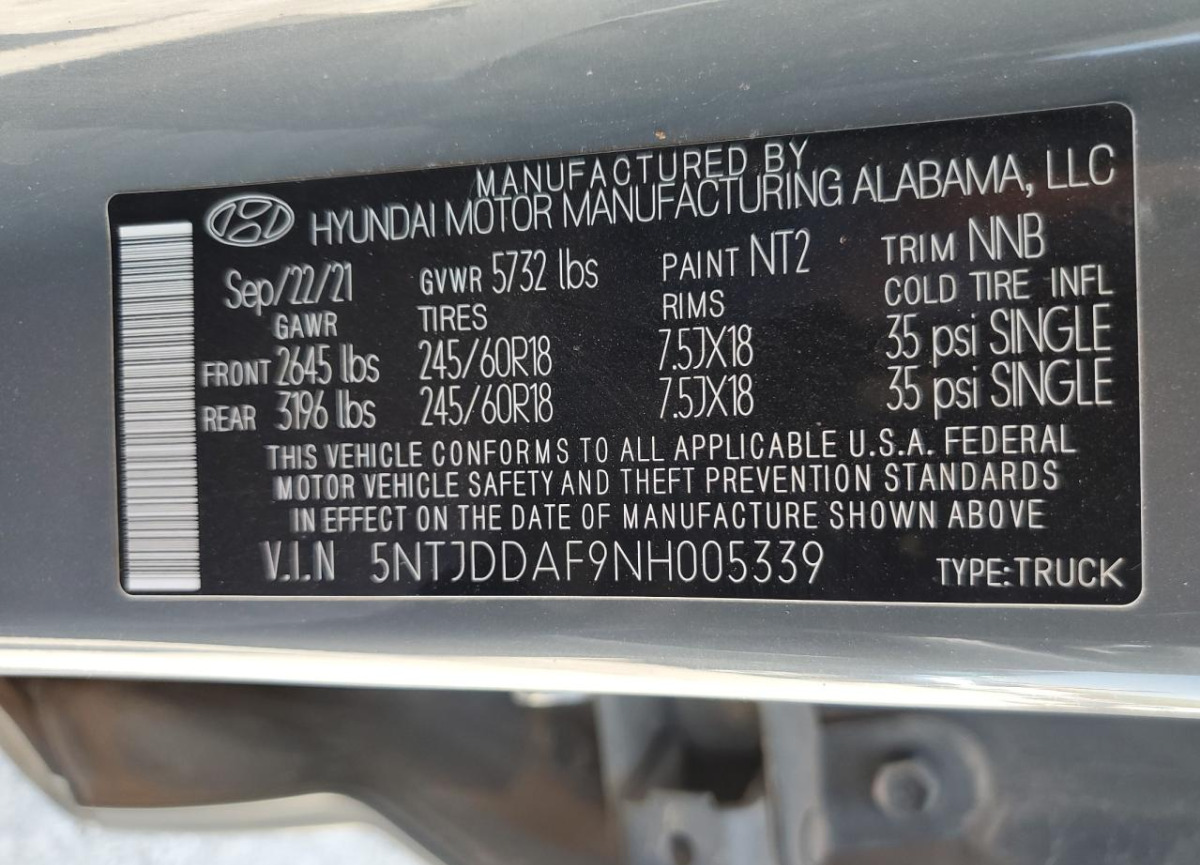 MANUFACTURED BY
HYUNDAI MOTOR MANUFACTURING ALABAMA, LLC
Sep/22/21 GVWR 5732 lbs PAINT NT2 TRIM NNB
GAWR TIRES RIMS COLD TIRE INFL
FRONT 2645 lbs 245/60R18 7.5JX18 35 psi SINGLE
REAR 3196 lbs 245/60R18 7.5JX18 35 psi SINGLE
THIS VEHICLE CONFORMS TO ALL APPLICABLE U.S.A. FEDERAL
MOTOR VEHICLE SAFETY AND THEFT PREVENTION STANDARDS
IN EFFECT ON THE DATE OF MANUFACTURE SHOWN ABOVE
V.I.N 5NTJDDAF9NH005339 TYPE:TRUCK